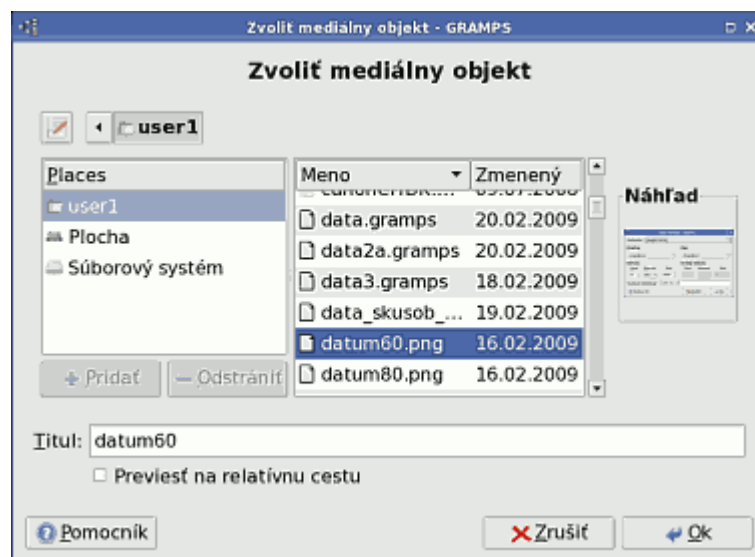 Zvoliť mediálny objekt - GRAMPS
Zvoliť mediálny objekt
user1
Places
user1
Plocha
Súborový systém
Pridať
Odstrániť
Meno
Zmenený
data.gramps 20.02.2009
data2a.gramps 20.02.2009
data3.gramps 18.02.2009
data_skusob_... 19.02.2009
datum60.png 16.02.2009
datum80.png 16.02.2009
Náhľad
Titul: datum60
Previesť na relatívnu cestu
Pomocník
Zrušiť
Ok